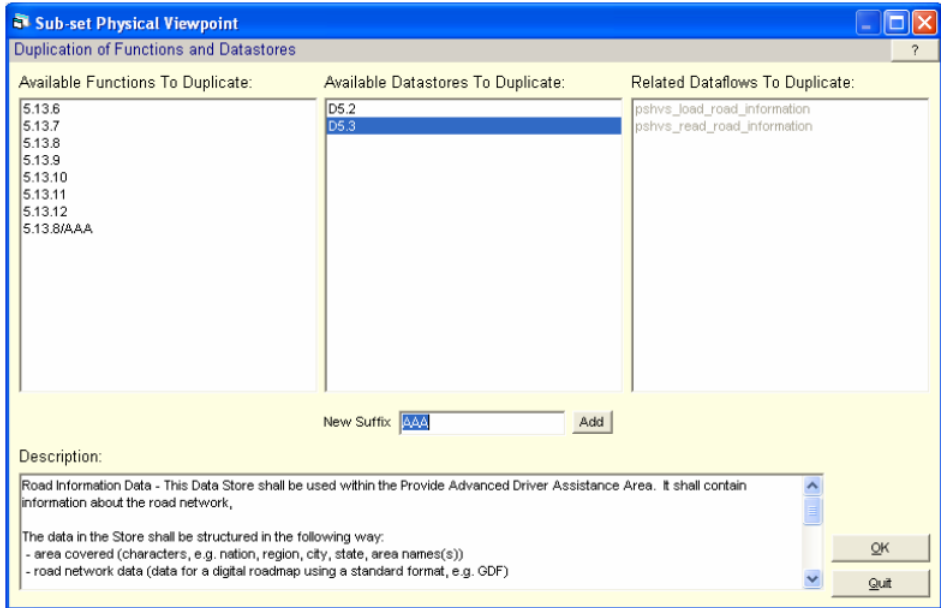 Sub-set Physical Viewpoint
Duplication of Functions and Datastores
?
Available Functions To Duplicate:
5.13.6
5.13.7
5.13.8
5.13.9
5.13.10
5.13.11
5.13.12
5.13.8/AAA
Available Datastores To Duplicate:
D5.2
D5.3
Related Dataflows To Duplicate:
pshvs_load_road_information
pshvs_read_road_information
New Suffix AAA Add
Description:
Road Information Data - This Data Store shall be used within the Provide Advanced Driver Assistance Area. It shall contain
information about the road network,
The data in the Store shall be structured in the following way:
- area covered (characters, e.g. nation, region, city, state, area names(s))
- road network data (data for a digital roadmap using a standard format, e.g. GDF)
OK
Quit